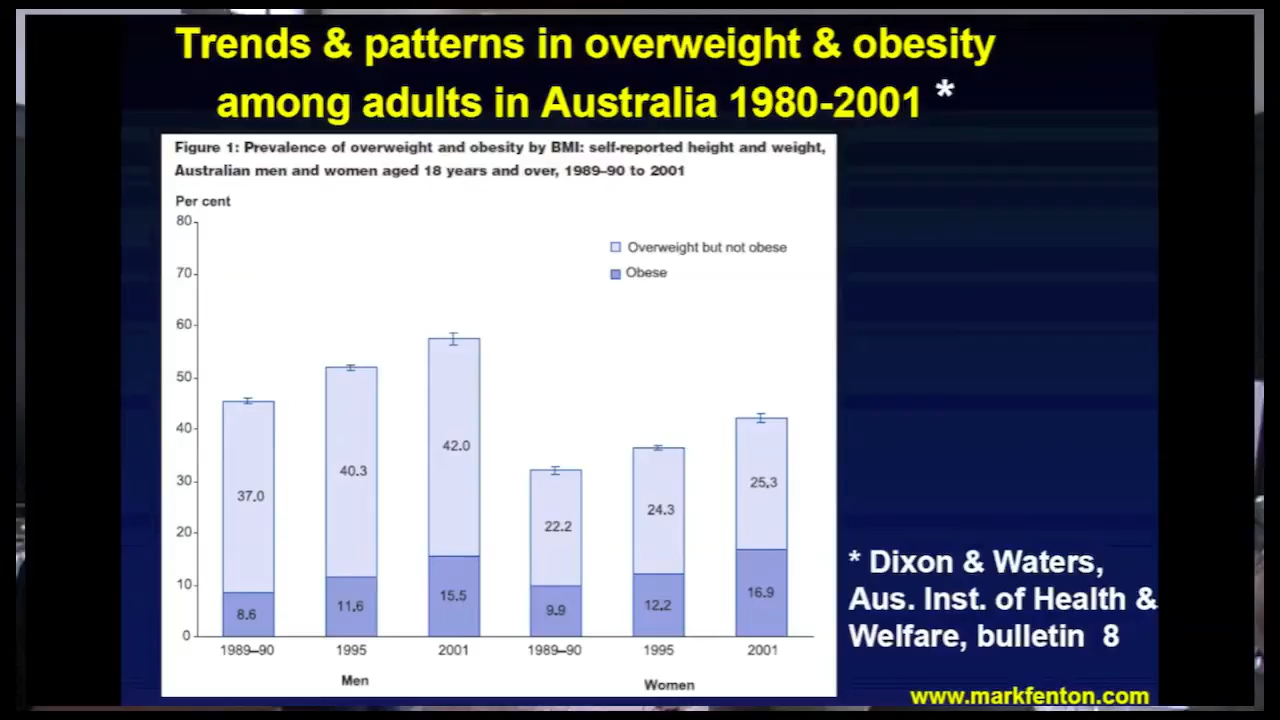 Trends & patterns in overweight & obesity
among adults in Australia 1980-2001 *
Figure 1: Prevalence of overweight and obesity by BMI: self-reported height and weight,
Australian men and women aged 18 years and over, 1989–90 to 2001
Per cent
80
70
60
50
40
30
20
10
0
Overweight but not obese
Obese
37.0
40.3
42.0
22.2
24.3
25.3
8.6
11.6
15.5
9.9
12.2
16.9
1989–90 1995 2001 1989–90 1995 2001
Men Women
* Dixon & Waters,
Aus. Inst. of Health &
Welfare, bulletin 8
www.markfenton.com